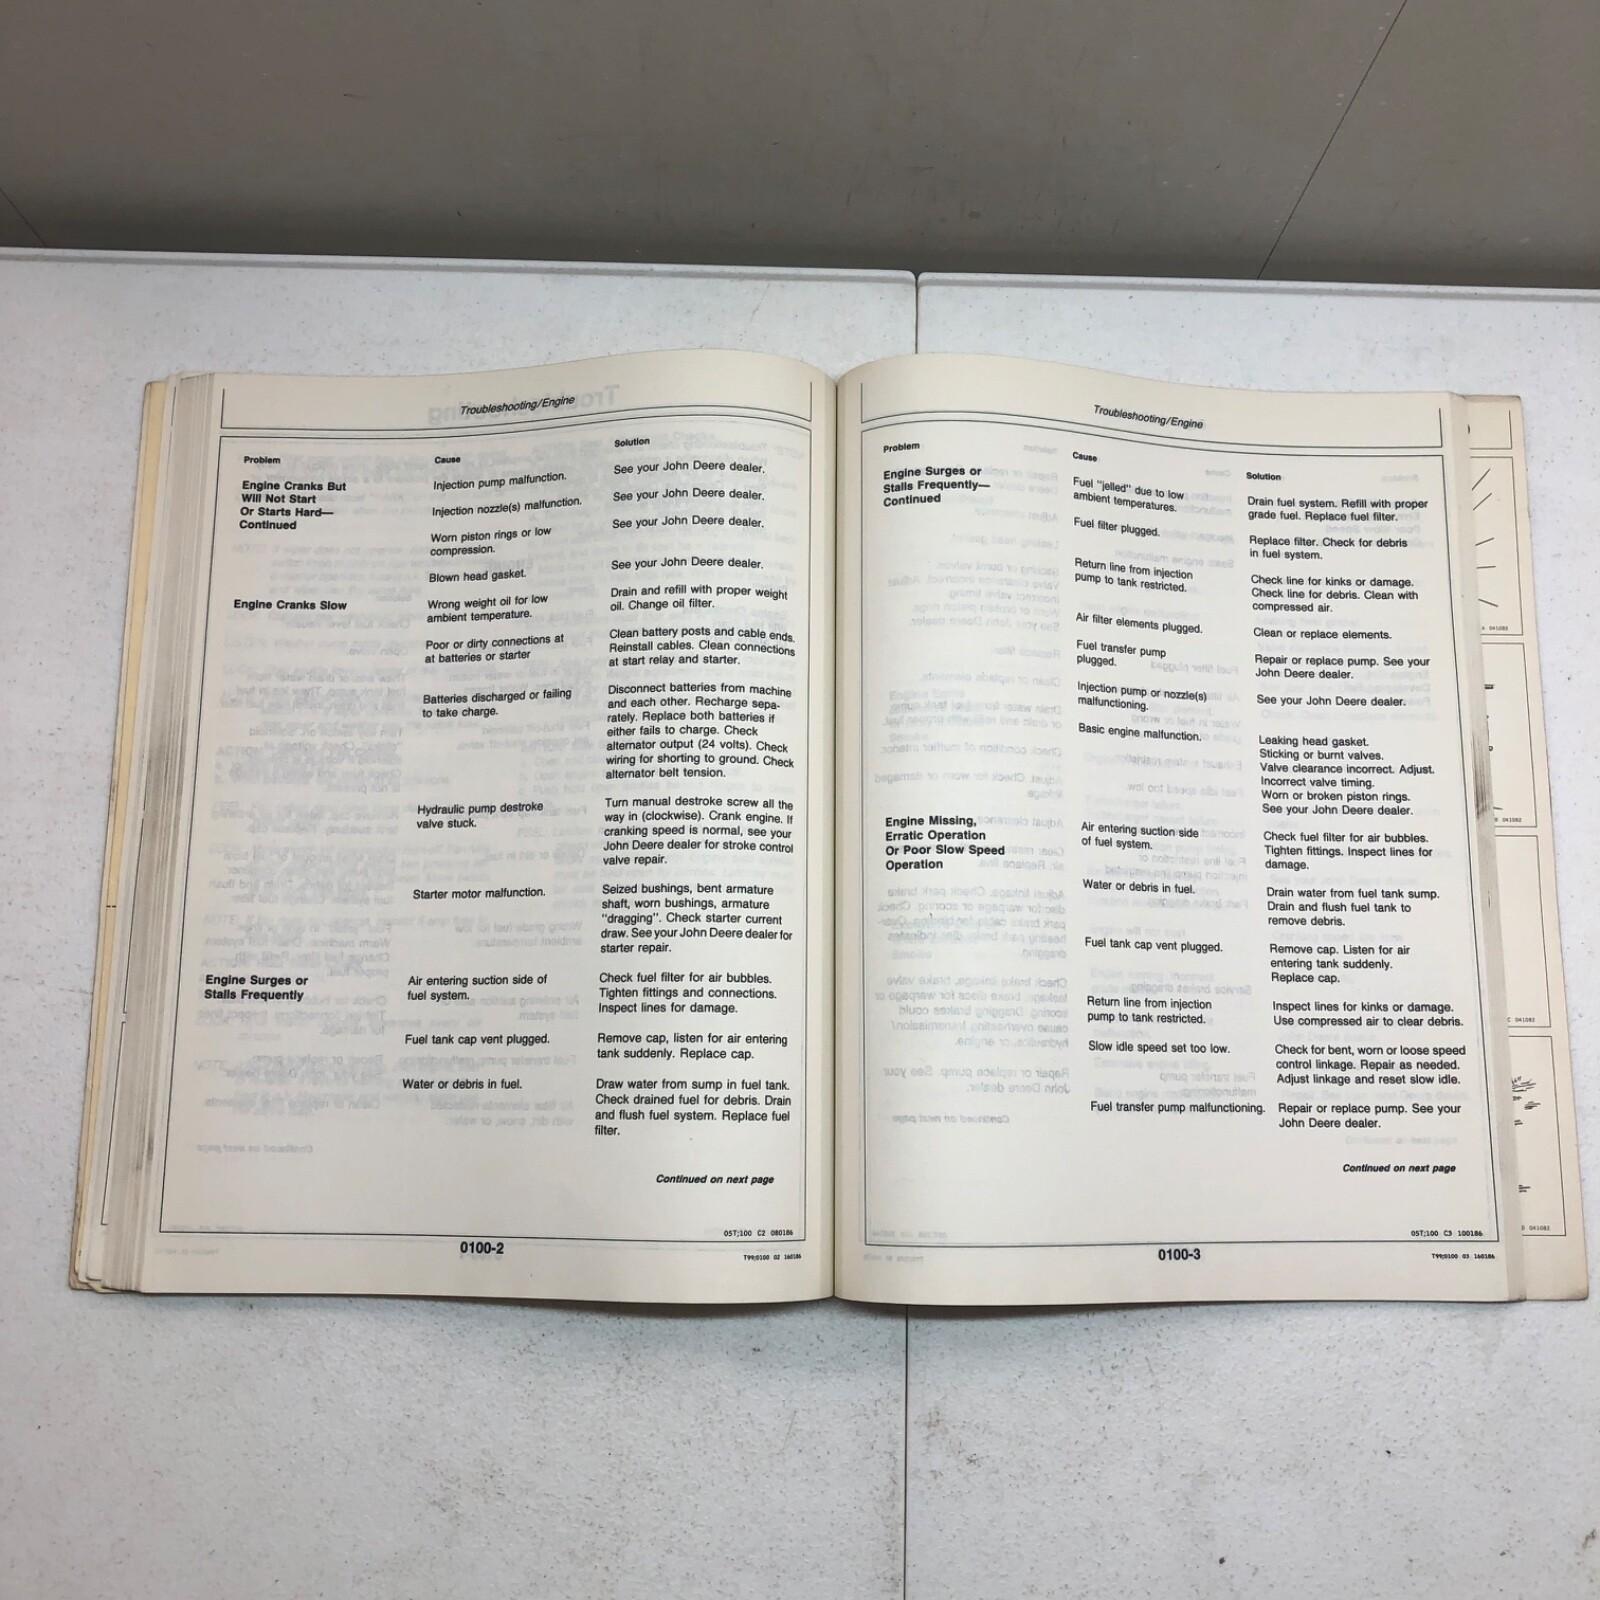 Troubleshooting/Engine
Problem
Cause
Solution
Engine Cranks But
Will Not Start
Or Starts Hard—
Continued
Injection pump malfunction.
See your John Deere dealer.
Injection nozzle(s) malfunction.
See your John Deere dealer.
Worn piston rings or low
compression.
See your John Deere dealer.
Blown head gasket.
See your John Deere dealer.
Engine Cranks Slow
Wrong weight oil for low
ambient temperature.
Drain and refill with proper weight
oil. Change oil filter.
Poor or dirty connections at
at batteries or starter
Clean battery posts and cable ends.
Reinstall cables. Clean connections
at start relay and starter.
Batteries discharged or failing
to take charge.
Disconnect batteries from machine
and each other. Recharge sepa-
rately. Replace both batteries if
either fails to charge. Check
alternator output (24 volts). Check
wiring for shorting to ground. Check
alternator belt tension.
Hydraulic pump destroke
valve stuck.
Turn manual destroke screw all the
way in (clockwise). Crank engine. If
cranking speed is normal, see your
John Deere dealer for stroke control
valve repair.
Starter motor malfunction.
Seized bushings, bent armature
shaft, worn bushings, armature
"dragging". Check starter current
draw. See your John Deere dealer for
starter repair.
Engine Surges or
Stalls Frequently
Air entering suction side of
fuel system.
Check fuel filter for air bubbles.
Tighten fittings and connections.
Inspect lines for damage.
Fuel tank cap vent plugged.
Remove cap, listen for air entering
tank suddenly. Replace cap.
Water or debris in fuel.
Draw water from sump in fuel tank.
Check drained fuel for debris. Drain
and flush fuel system. Replace fuel
filter.
Continued on next page
05T;100 C2 080186
0100-2
T99;0100 02 160186
Troubleshooting/Engine
Problem
Cause
Solution
Engine Surges or
Stalls Frequently—
Continued
Fuel "jelled" due to low
ambient temperatures.
Drain fuel system. Refill with proper
grade fuel. Replace fuel filter.
Fuel filter plugged.
Replace filter. Check for debris
in fuel system.
Return line from injection
pump to tank restricted.
Check line for kinks or damage.
Check line for debris. Clean with
compressed air.
Air filter elements plugged.
Clean or replace elements.
Fuel transfer pump
plugged.
Repair or replace pump. See your
John Deere dealer.
Injection pump or nozzle(s)
malfunctioning.
See your John Deere dealer.
Basic engine malfunction.
Leaking head gasket.
Sticking or burnt valves.
Valve clearance incorrect. Adjust.
Incorrect valve timing.
Worn or broken piston rings.
See your John Deere dealer.
Engine Missing,
Erratic Operation
Or Poor Slow Speed
Operation
Air entering suction side
of fuel system.
Check fuel filter for air bubbles.
Tighten fittings. Inspect lines for
damage.
Water or debris in fuel.
Drain water from fuel tank sump.
Drain and flush fuel tank to
remove debris.
Fuel tank cap vent plugged.
Remove cap. Listen for air
entering tank suddenly.
Replace cap.
Return line from injection
pump to tank restricted.
Inspect lines for kinks or damage.
Use compressed air to clear debris.
Slow idle speed set too low.
Check for bent, worn or loose speed
control linkage. Repair as needed.
Adjust linkage and reset slow idle.
Fuel transfer pump malfunctioning.
Repair or replace pump. See your
John Deere dealer.
Continued on next page
05T;100 C3 100186
0100-3
T99;0100 03 160186